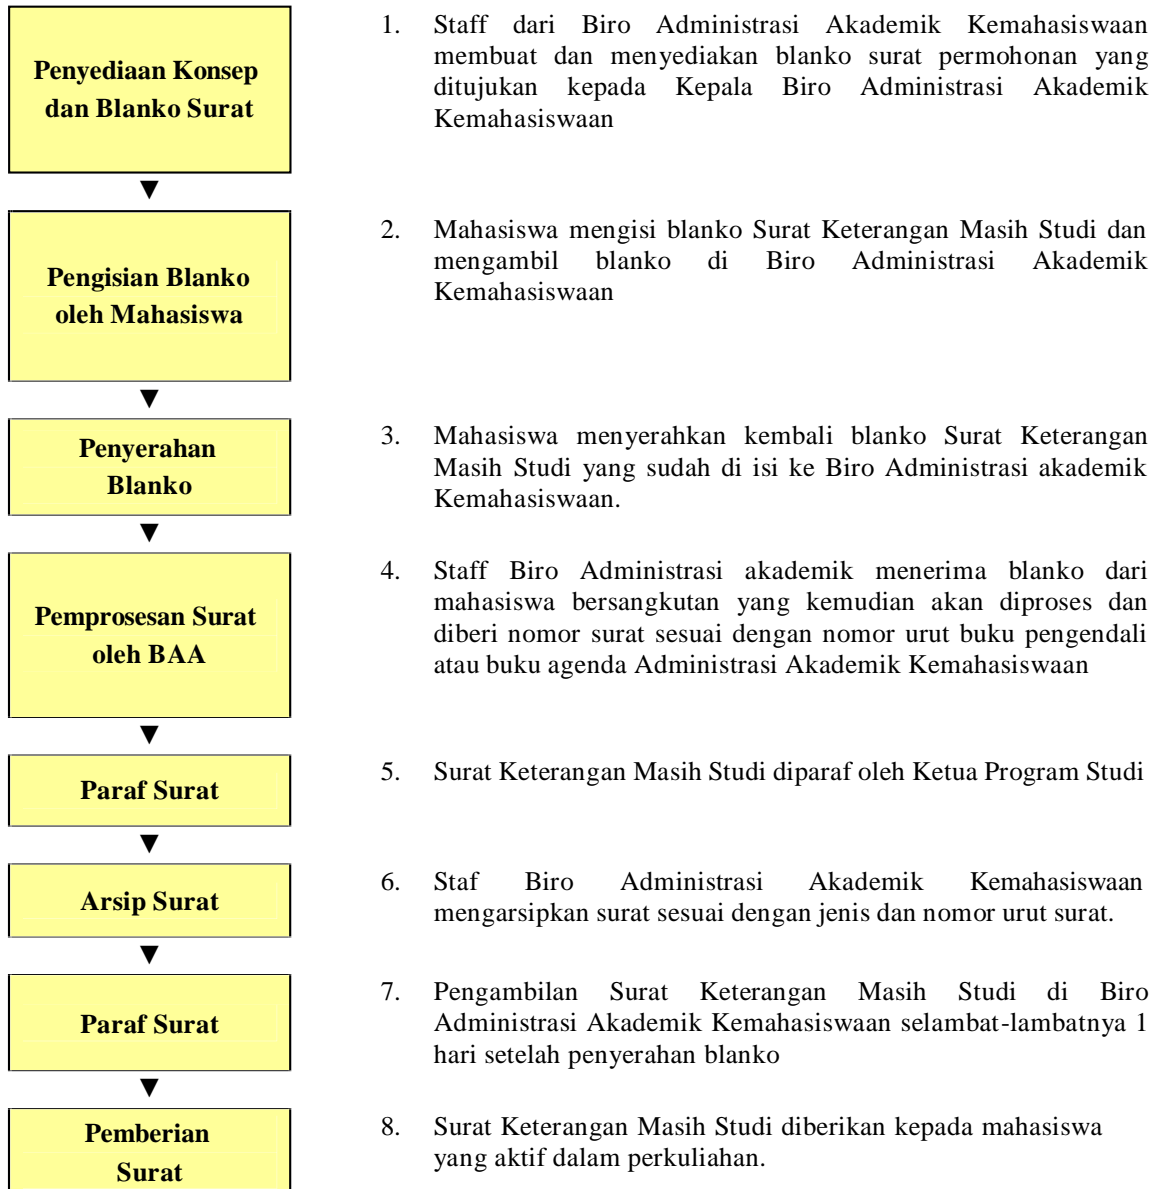 Penyediaan Konsep
dan Blanko Surat
1. Staff dari Biro Administrasi Akademik Kemahasiswaan
membuat dan menyediakan blanko surat permohonan yang
ditujukan kepada Kepala Biro Administrasi Akademik
Kemahasiswaan
▼
Pengisian Blanko
oleh Mahasiswa
2. Mahasiswa mengisi blanko Surat Keterangan Masih Studi dan
mengambil blanko di Biro Administrasi Akademik
Kemahasiswaan
▼
Penyerahan
Blanko
3. Mahasiswa menyerahkan kembali blanko Surat Keterangan
Masih Studi yang sudah di isi ke Biro Administrasi akademik
Kemahasiswaan.
▼
Pemprosesan Surat
oleh BAA
4. Staff Biro Administrasi akademik menerima blanko dari
mahasiswa bersangkutan yang kemudian akan diproses dan
diberi nomor surat sesuai dengan nomor urut buku pengendali
atau buku agenda Administrasi Akademik Kemahasiswaan
▼
Paraf Surat
5. Surat Keterangan Masih Studi diparaf oleh Ketua Program Studi
▼
Arsip Surat
6. Staf Biro Administrasi Akademik Kemahasiswaan
mengarsipkan surat sesuai dengan jenis dan nomor urut surat.
▼
Paraf Surat
7. Pengambilan Surat Keterangan Masih Studi di Biro
Administrasi Akademik Kemahasiswaan selambat-lambatnya 1
hari setelah penyerahan blanko
▼
Pemberian
Surat
8. Surat Keterangan Masih Studi diberikan kepada mahasiswa
yang aktif dalam perkuliahan.